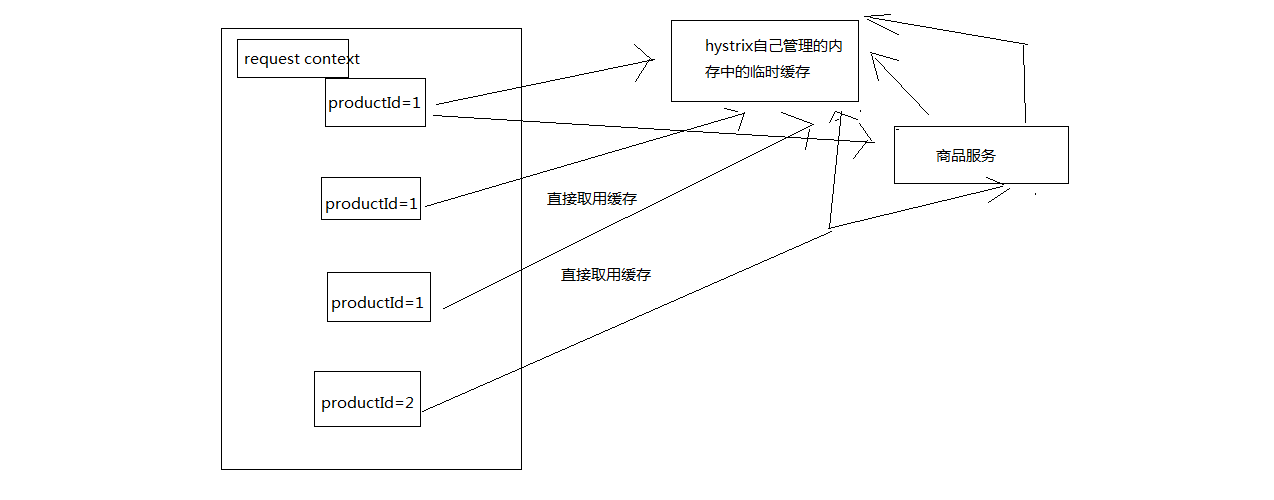 request context
productId=1
productId=1
productId=1
productId=2
hystrix自己管理的内
存中的临时缓存
商品服务
直接取用缓存
直接取用缓存